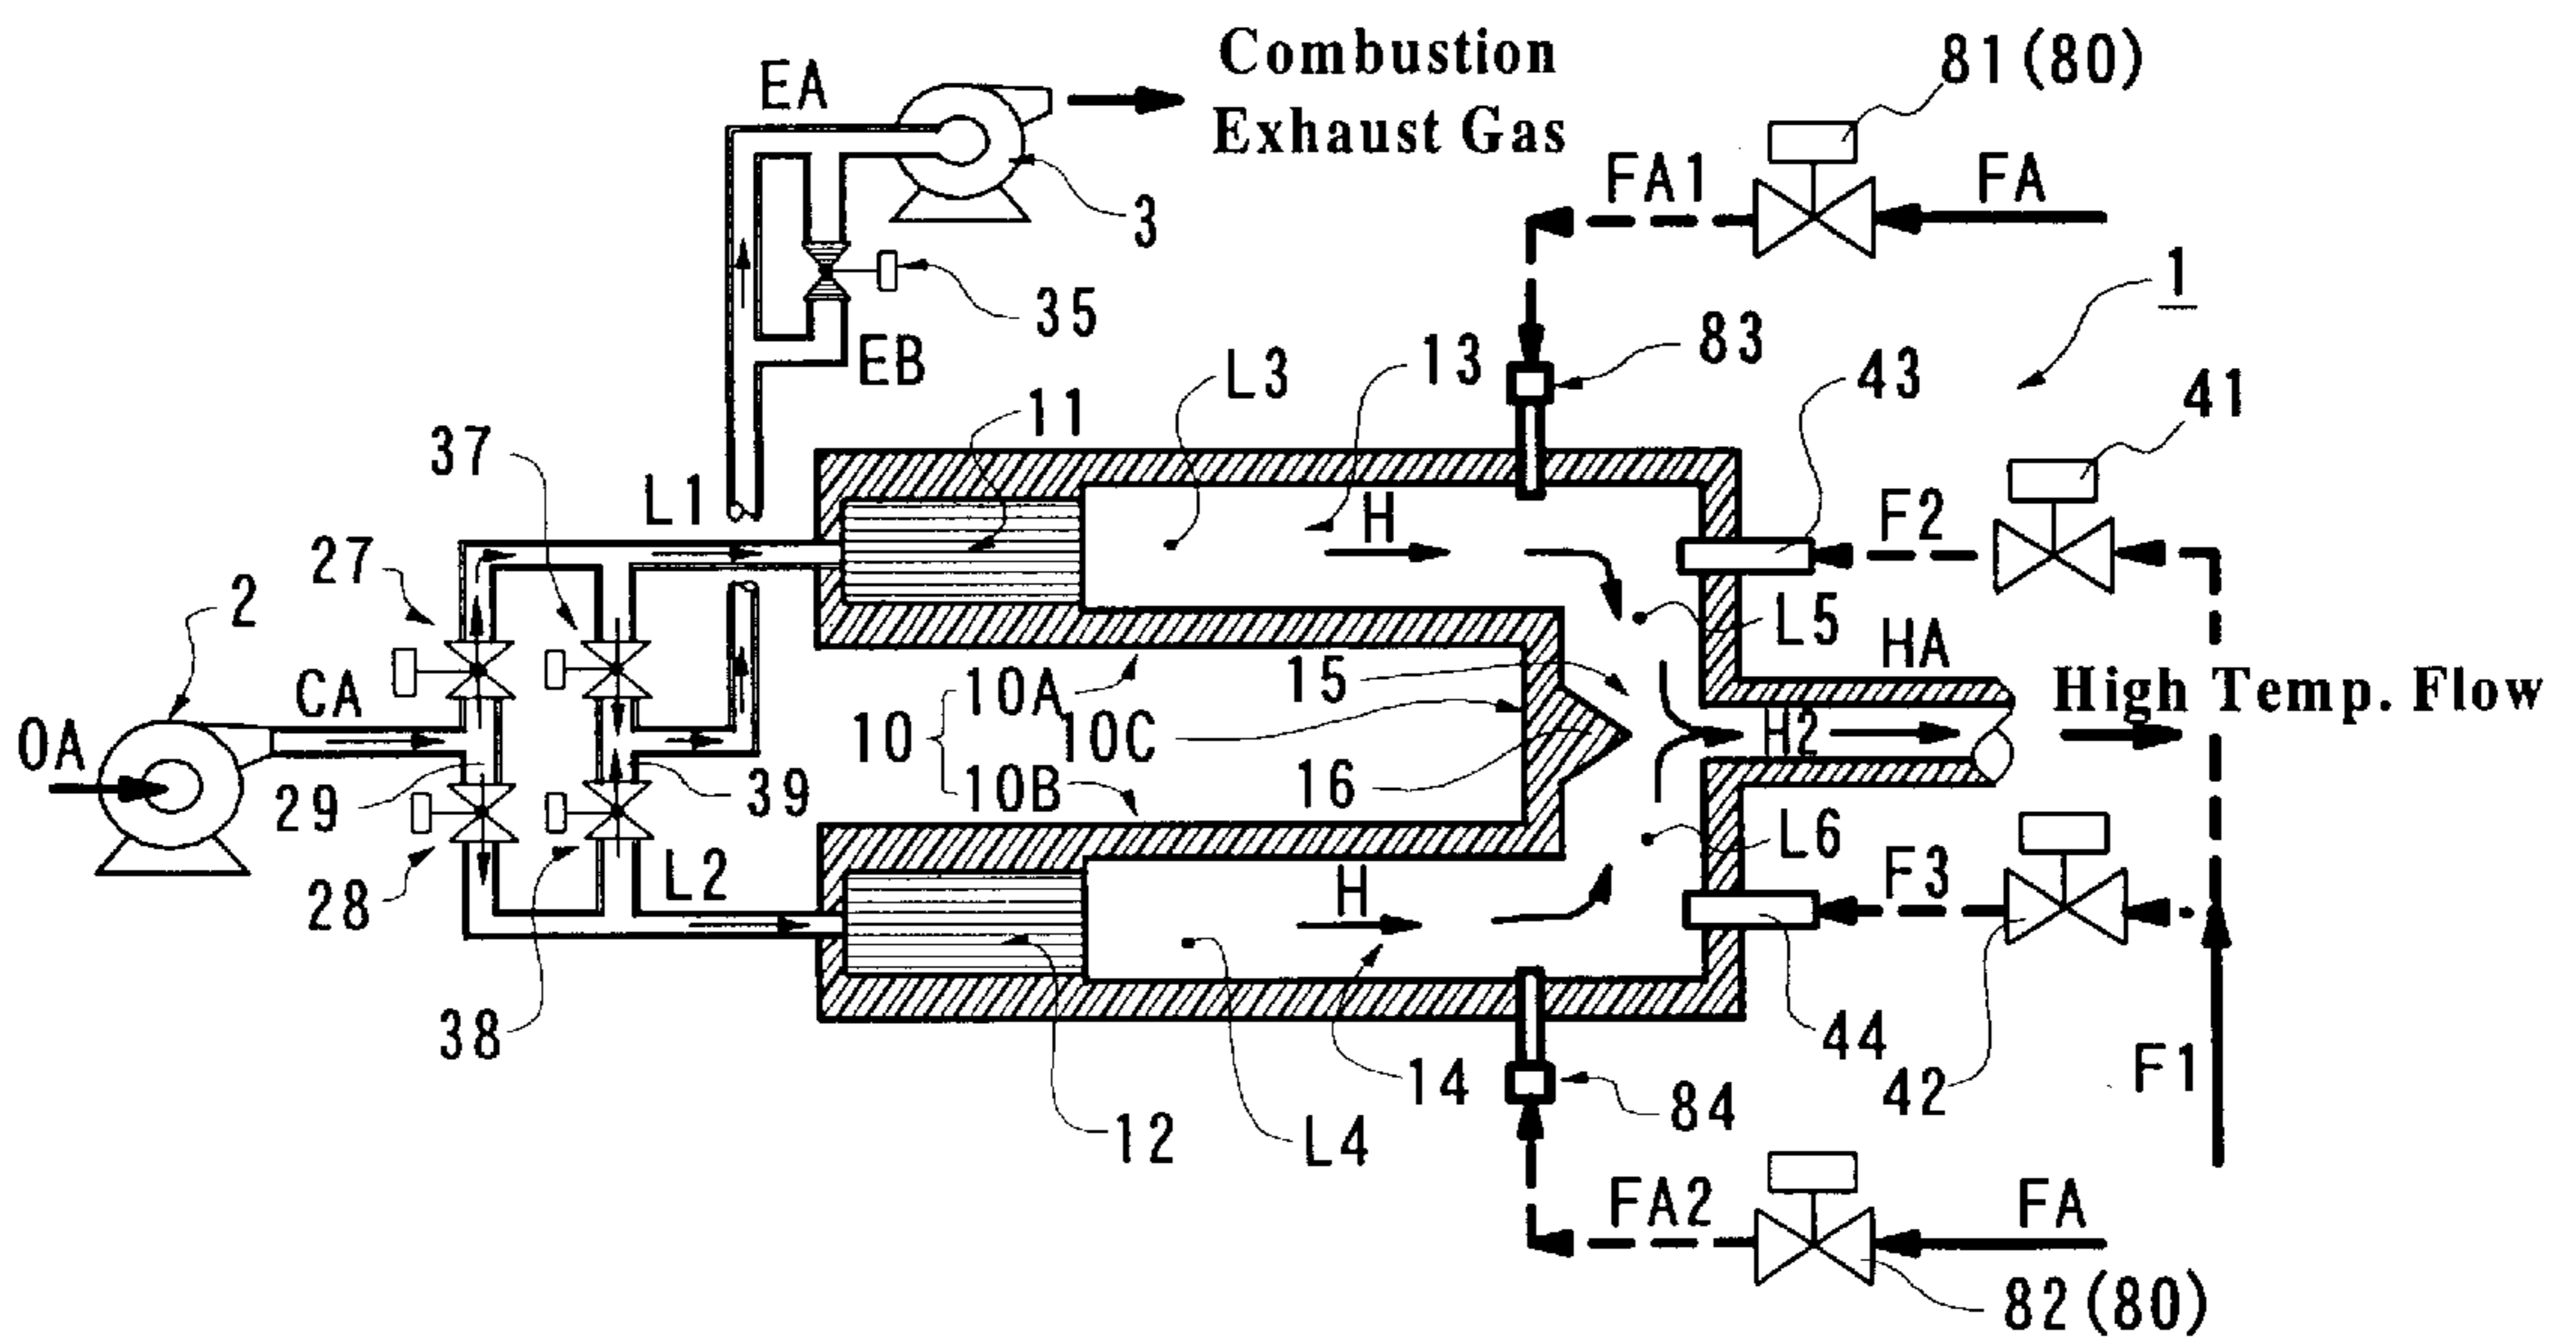 Combustion
Exhaust Gas
81(80)
EA
FA1
FA
3
1
35
EB
83
43
41
L3
13
11
37
L1
H
F2
27
2
L5
HA
High Temp. Flow
CA
15
10A
10
10C
H2
OA
29
39
10B
16
28
L2
H
L6
F3
38
44
42
14
F1
84
12
L4
FA2
FA
82(80)